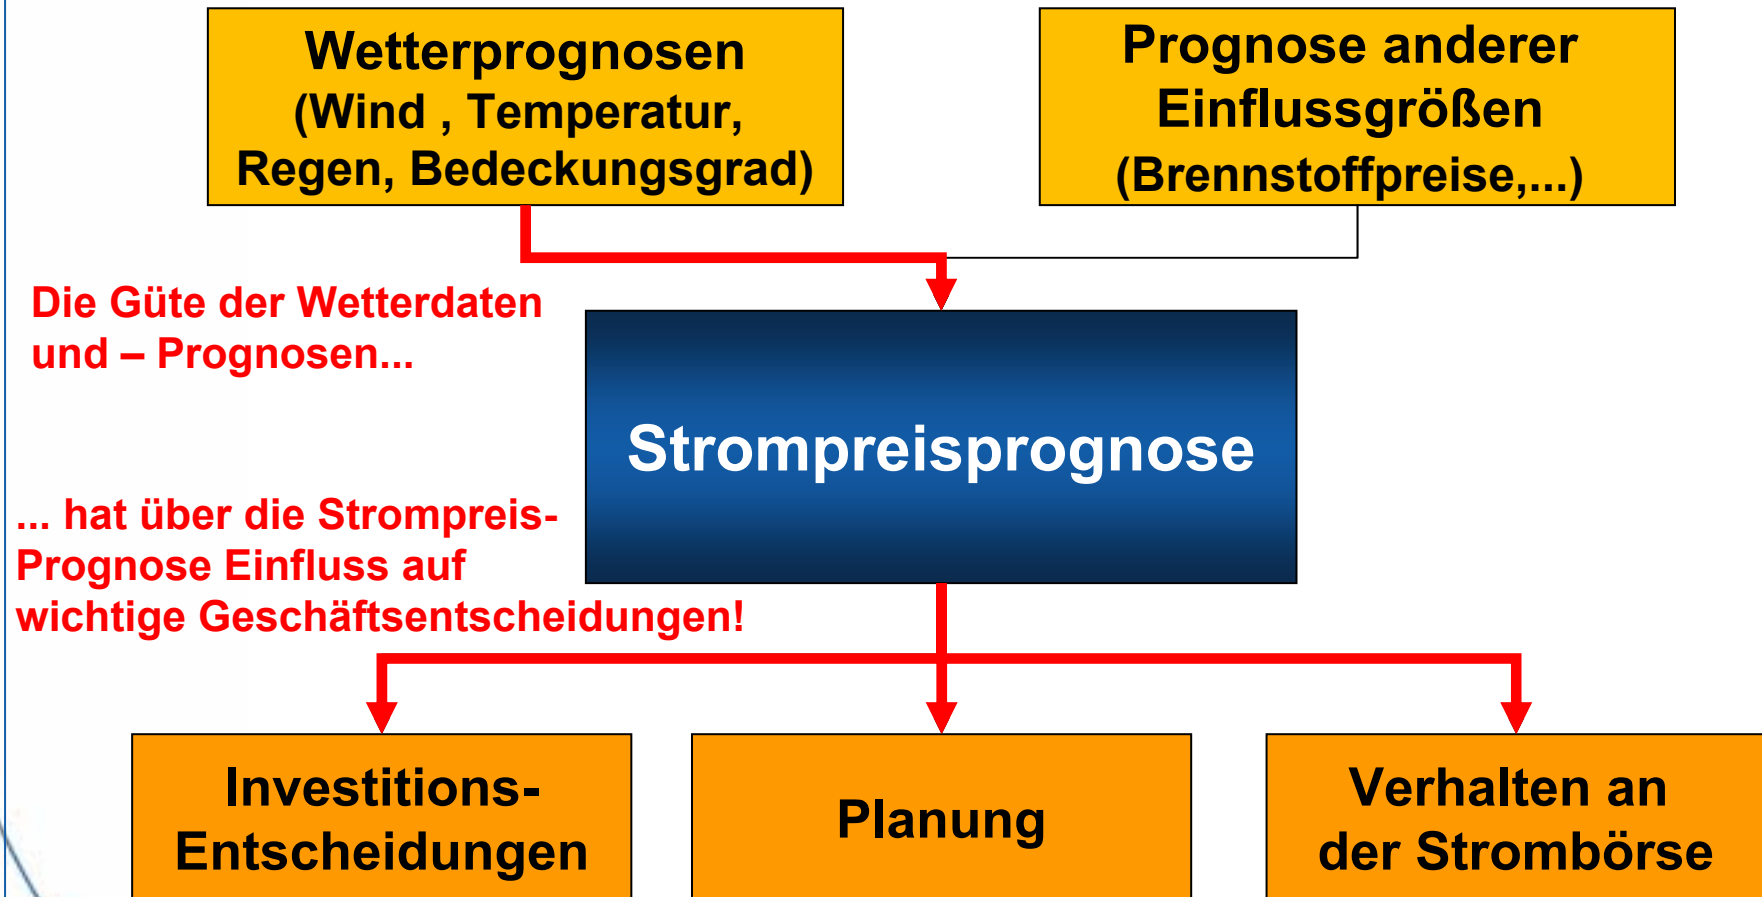 Wetterprognosen
(Wind , Temperatur,
Regen, Bedeckungsgrad)
Prognose anderer
Einflussgrößen
(Brennstoffpreise,...)
Die Güte der Wetterdaten
und – Prognosen...
Strompreisprognose
... hat über die Strompreis-
Prognose Einfluss auf
wichtige Geschäftsentscheidungen!
Investitions-
Entscheidungen
Planung
Verhalten an
der Strombörse